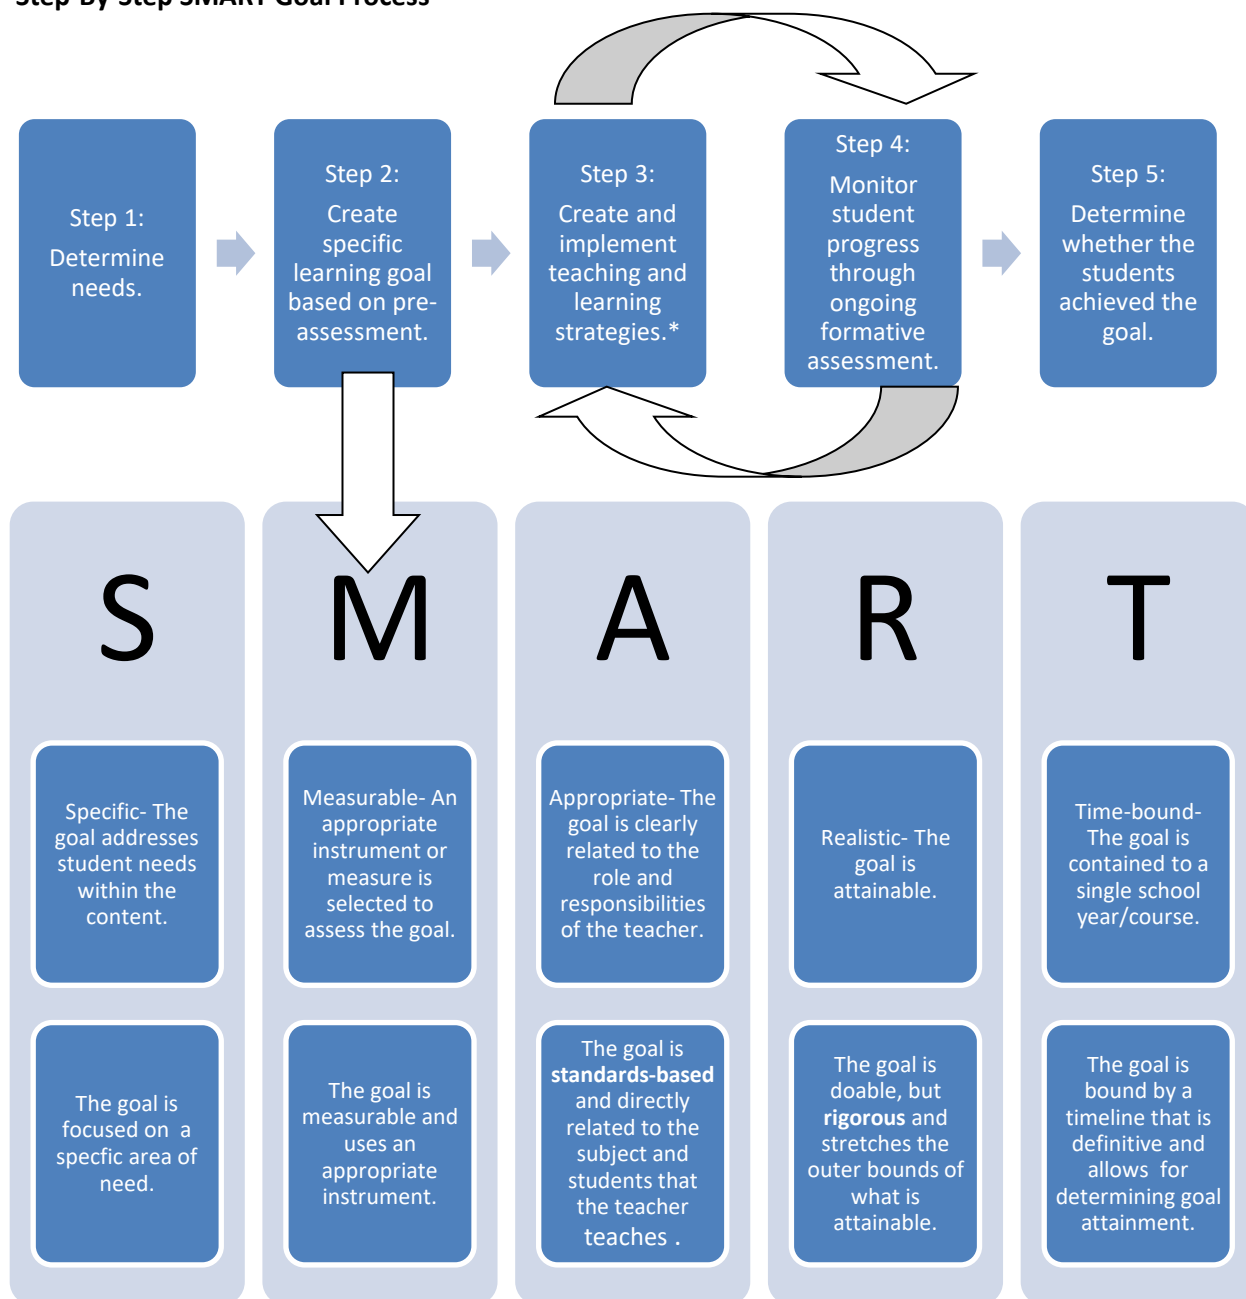 Step-By-Step SMART Goal Process
Step 1:
Determine
needs.
Step 2:
Create
specific
learning goal
based on pre-
assessment.
Step 3:
Create and
implement
teaching and
learning
strategies.*
Step 4:
Monitor
student
progress
through
ongoing
formative
assessment.
Step 5:
Determine
whether the
students
achieved the
goal.
S
M
A
R
T
Specific- The
goal addresses
student needs
within the
content.
Measurable- An
appropriate
instrument or
measure is
selected to
assess the goal.
Appropriate- The
goal is clearly
related to the
role and
responsibilities
of the teacher.
Realistic- The
goal is
attainable.
Time-bound-
The goal is
contained to a
single school
year/course.
The goal is
focused on a
specfic area of
need.
The goal is
measurable and
uses an
appropriate
instrument.
The goal is
standards-based
and directly
related to the
subject and
students that
the teacher
teaches .
The goal is
doable, but
rigorous and
stretches the
outer bounds of
what is
attainable.
The goal is
bound by a
timeline that is
definitive and
allows for
determining goal
attainment.